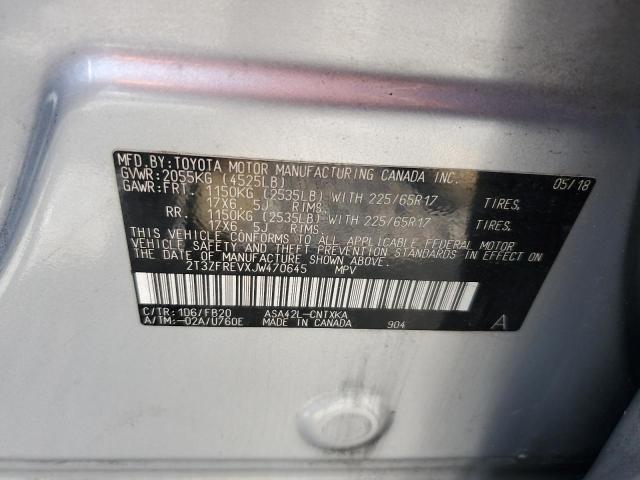 MFD.BY:TOYOTA MOTOR MANUFACTURING CANADA INC.
GVWR:2055KG (4525LB) 05/18
GAWR:FRT. 1150KG (2535LB) WITH 225/65R17 TIRES,
17X6.5J RIMS,
RR. 1150KG (2535LB) WITH 225/65R17 TIRES,
17X6.5J RIMS,
THIS VEHICLE CONFORMS TO ALL APPLICABLE FEDERAL MOTOR
VEHICLE SAFETY AND THEFT PREVENTION STANDARDS IN EFFECT ON
THE DATE OF MANUFACTURE SHOWN ABOVE.
2T3ZFREVXJW470645 MPV
C/TR:1D6/FB20 ASA42L-CNTXKA
A/TM:-02A/U760E MADE IN CANADA 904 A